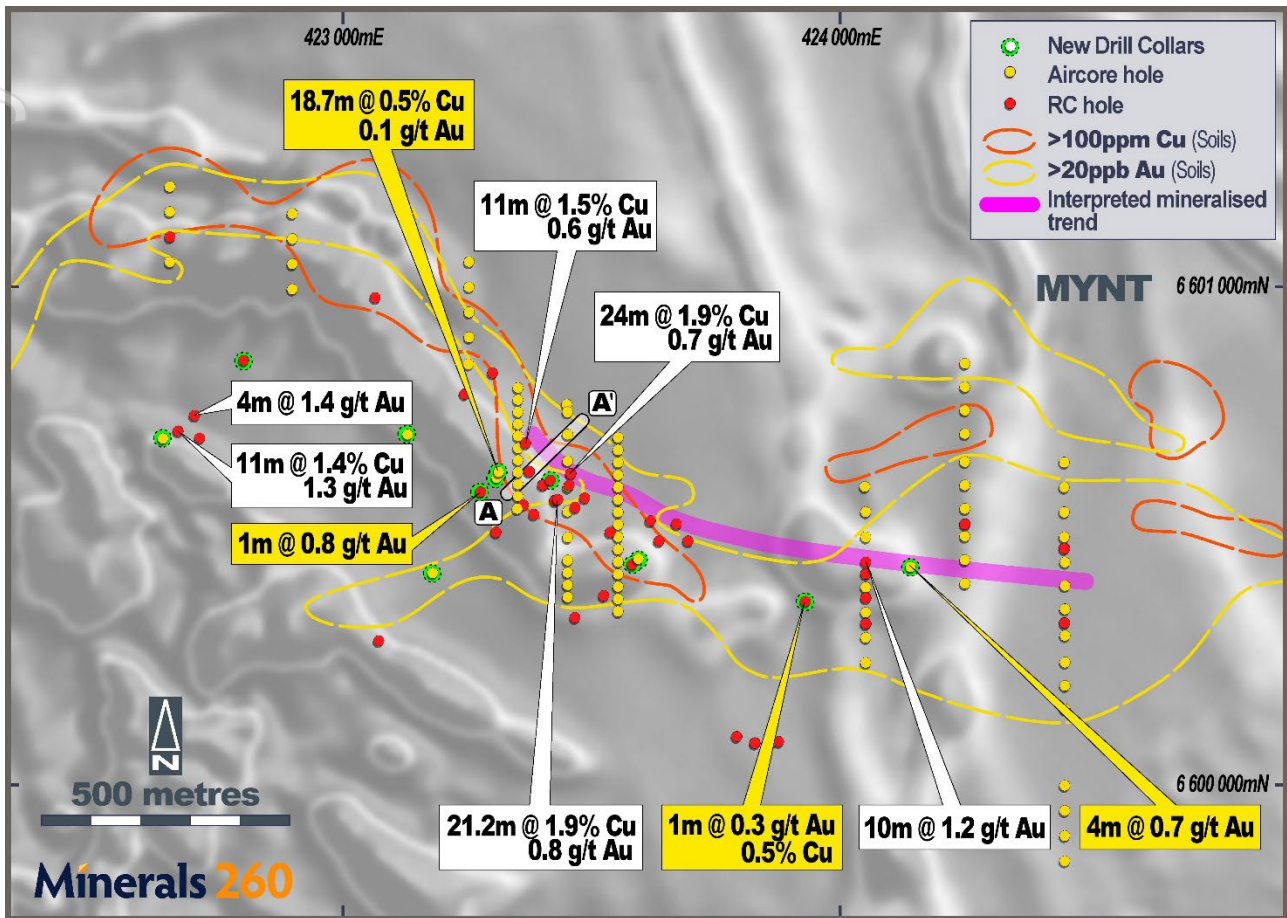 423 000mE
424 000mE
New Drill Collars
Aircore hole
RC hole
>100ppm Cu (Soils)
>20ppb Au (Soils)
Interpreted mineralised
trend
18.7m @ 0.5% Cu
0.1 g/t Au
11m @ 1.5% Cu
0.6 g/t Au
MYNT
6 601 000mN
24m @ 1.9% Cu
0.7 g/t Au
4m @ 1.4 g/t Au
A'
11m @ 1.4% Cu
1.3 g/t Au
A
1m @ 0.8 g/t Au
N
500 metres
6 600 000mN
21.2m @ 1.9% Cu
0.8 g/t Au
1m @ 0.3 g/t Au
0.5% Cu
10m @ 1.2 g/t Au
4m @ 0.7 g/t Au
Minerals 260